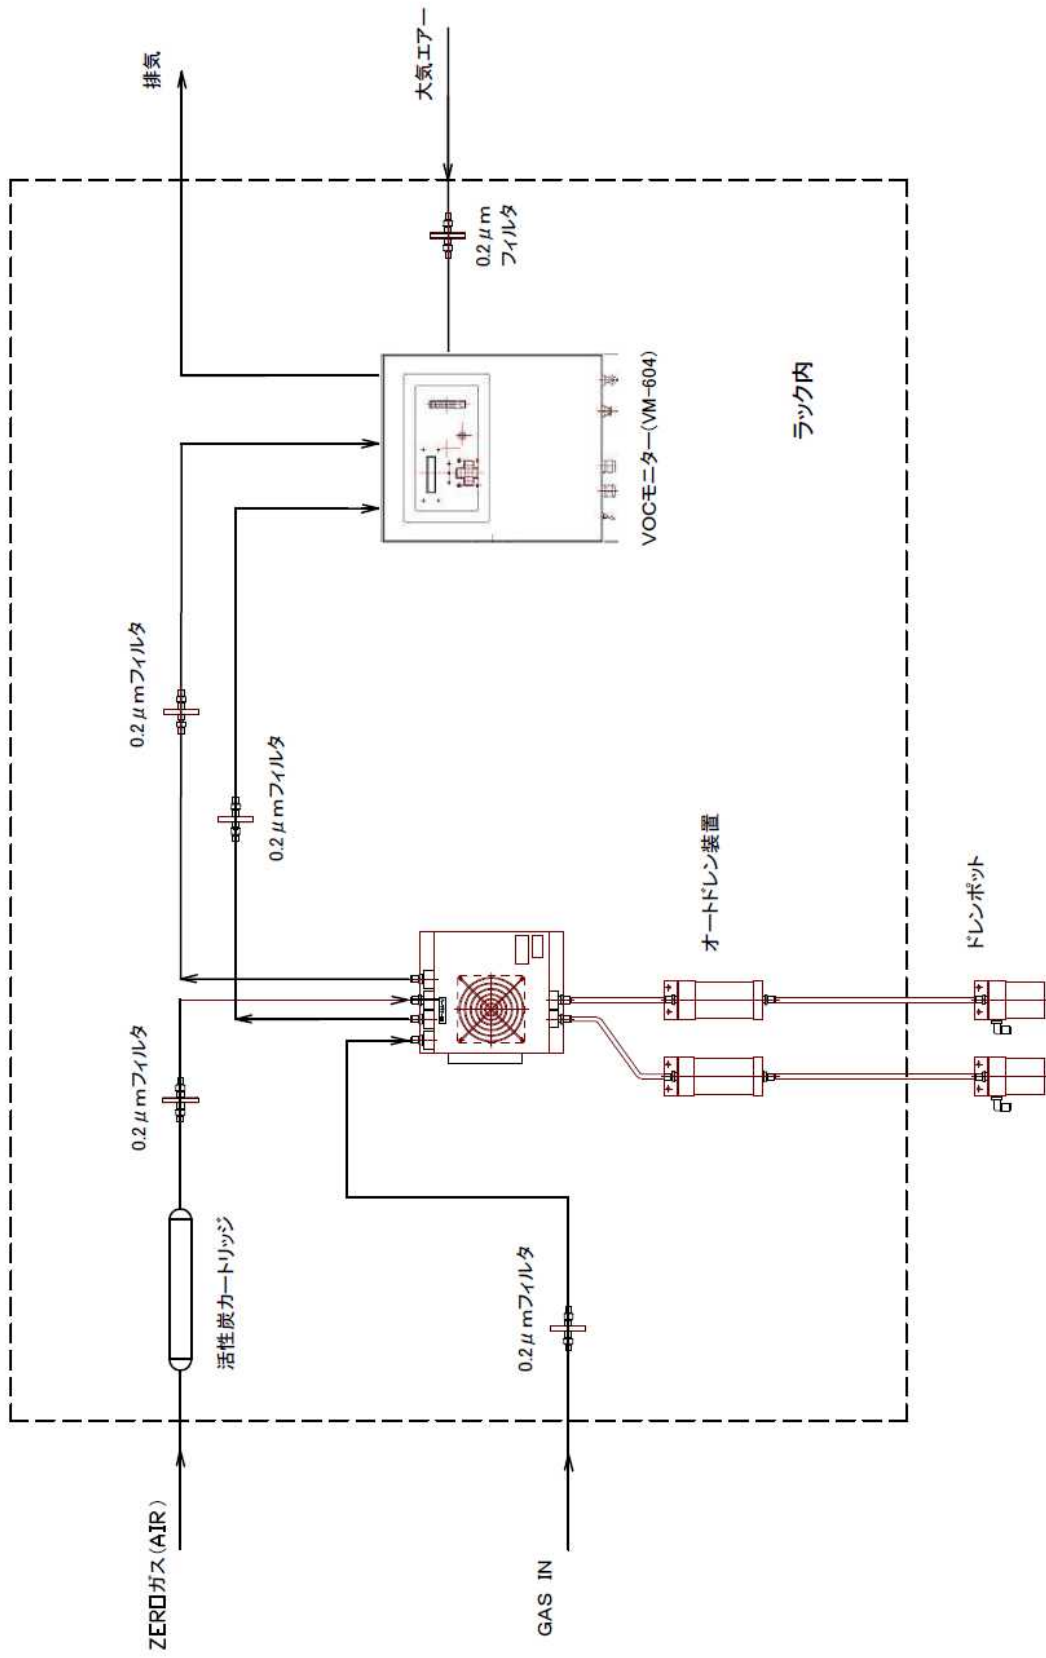 排気
大気エアー
0.2μm
フィルタ
VOCモニター(VM-604)
ラック内
0.2μmフィルタ
0.2μmフィルタ
オートドレン装置
ドレンポット
0.2μmフィルタ
活性炭カートリッジ
0.2μmフィルタ
ZEROガス(AIR)
GAS IN